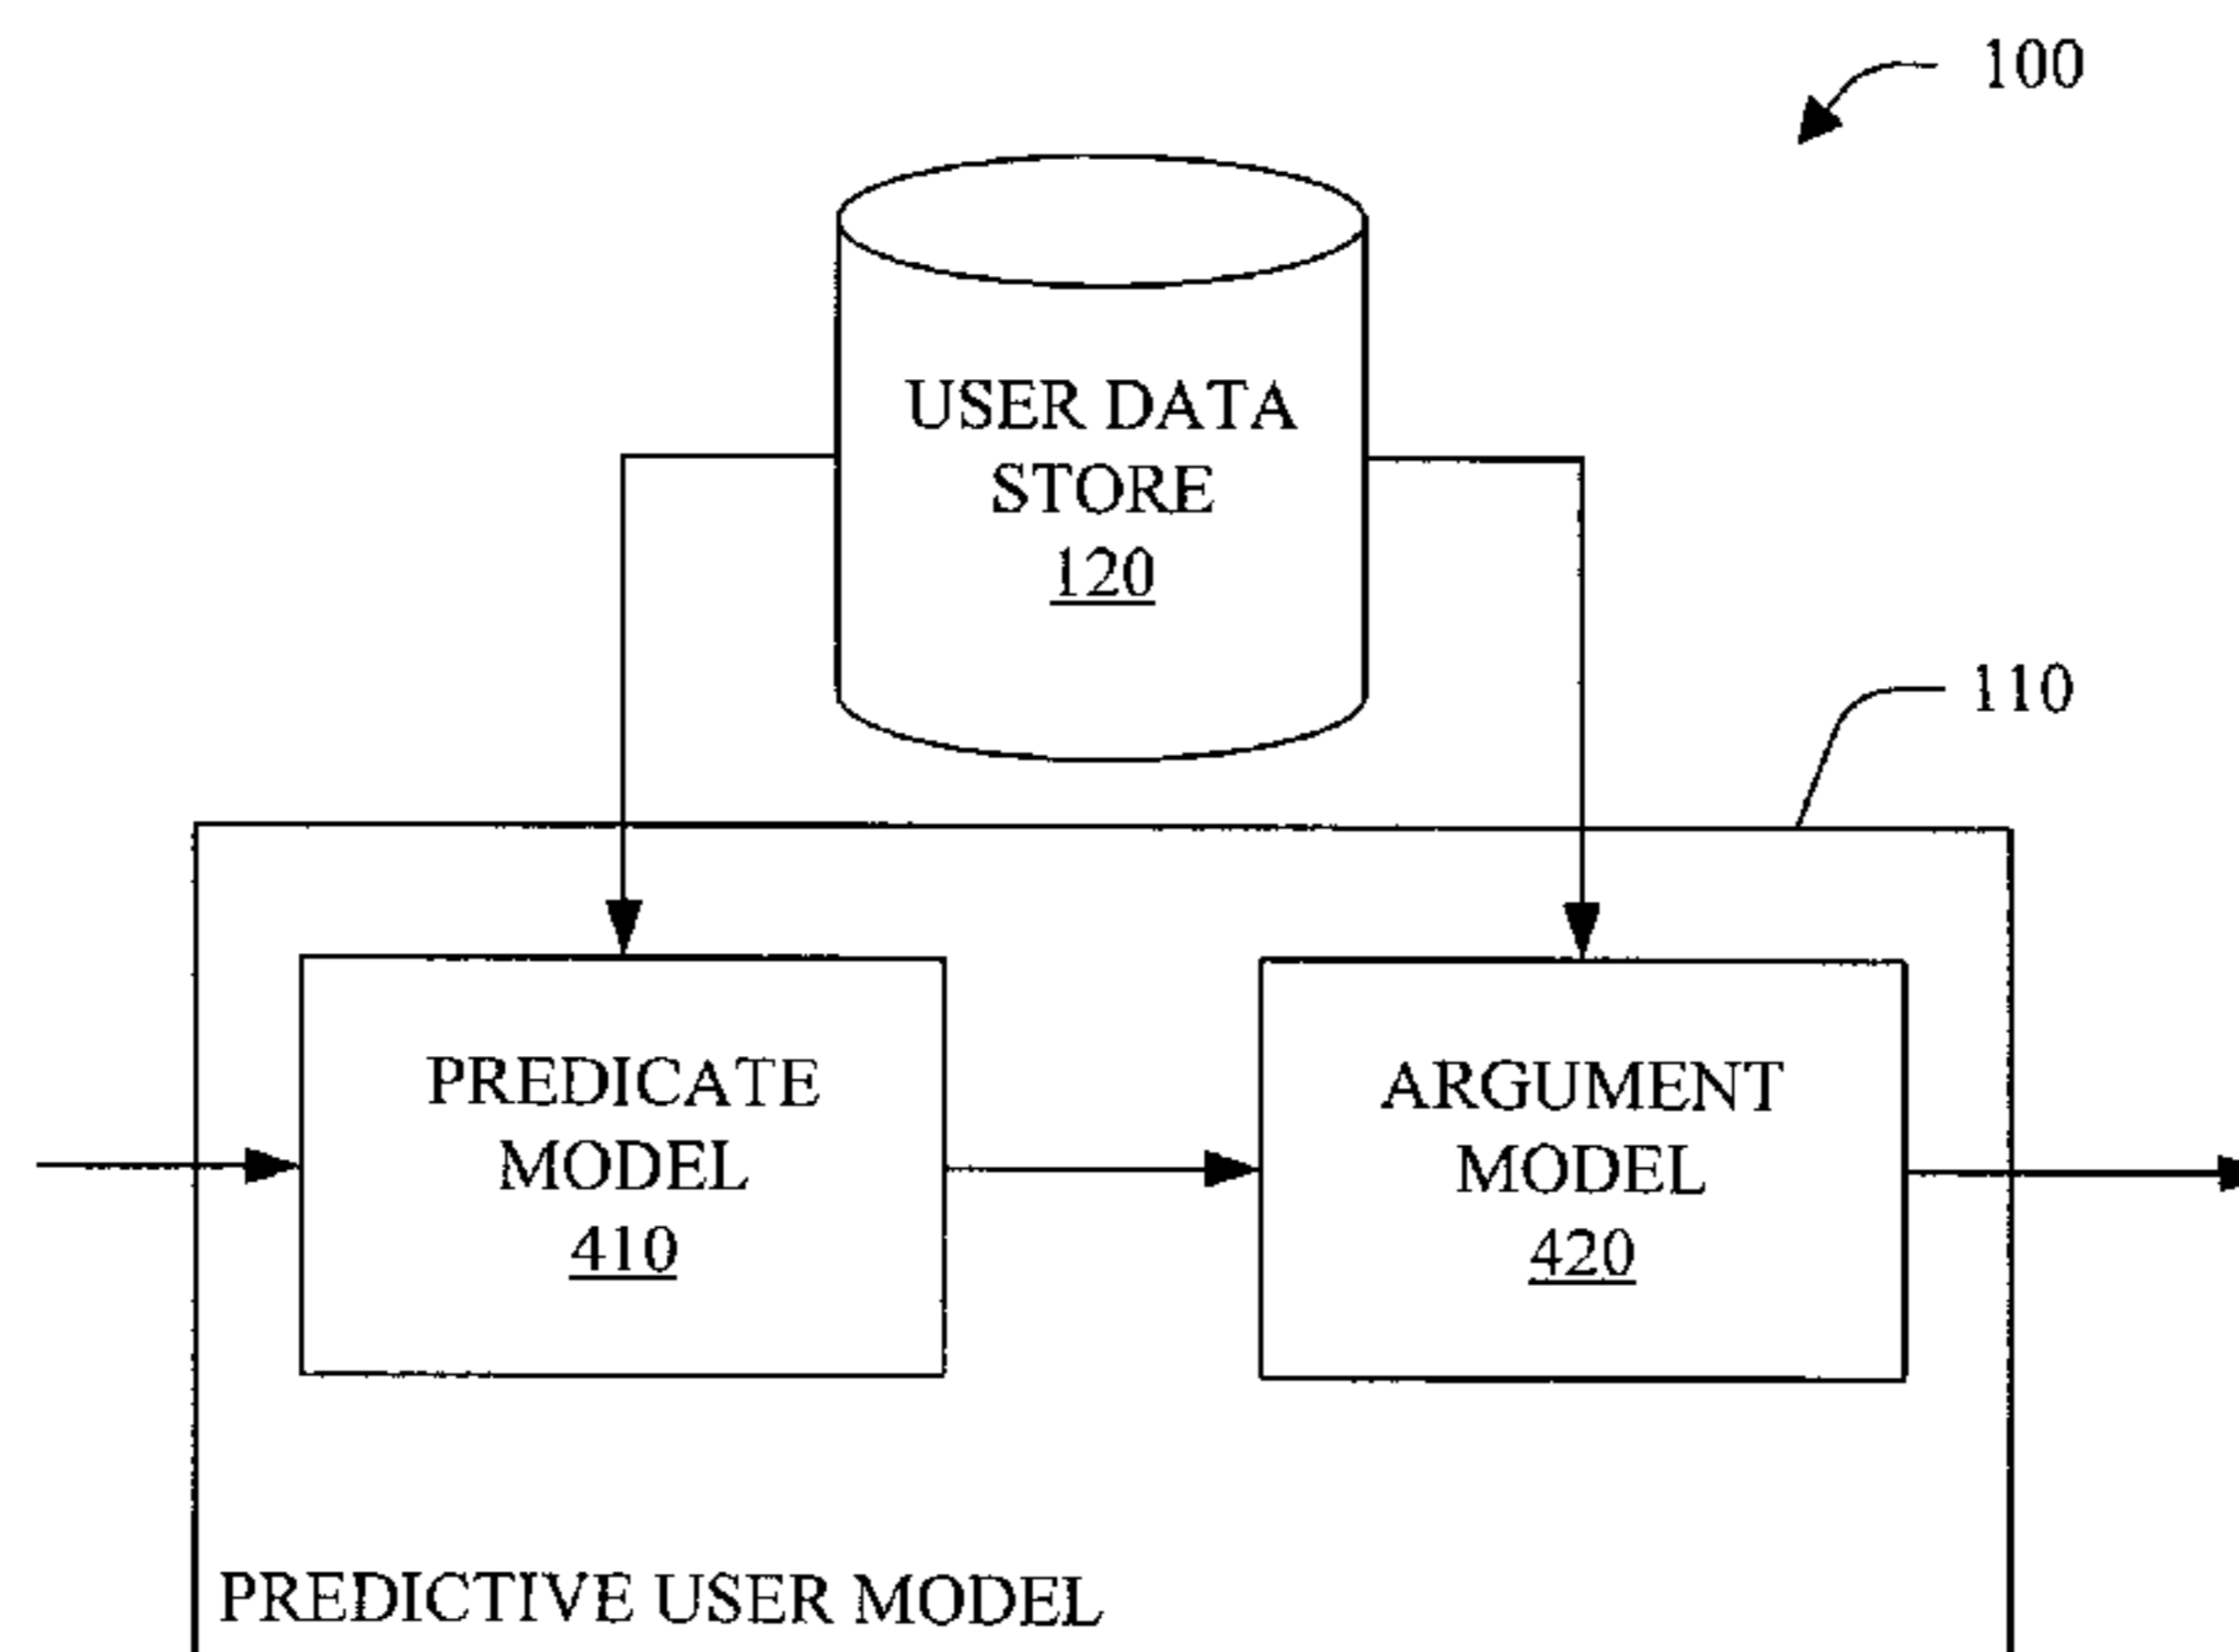 100
USER DATA
STORE
120
110
PREDICATE
MODEL
410
ARGUMENT
MODEL
420
PREDICTIVE USER MODEL